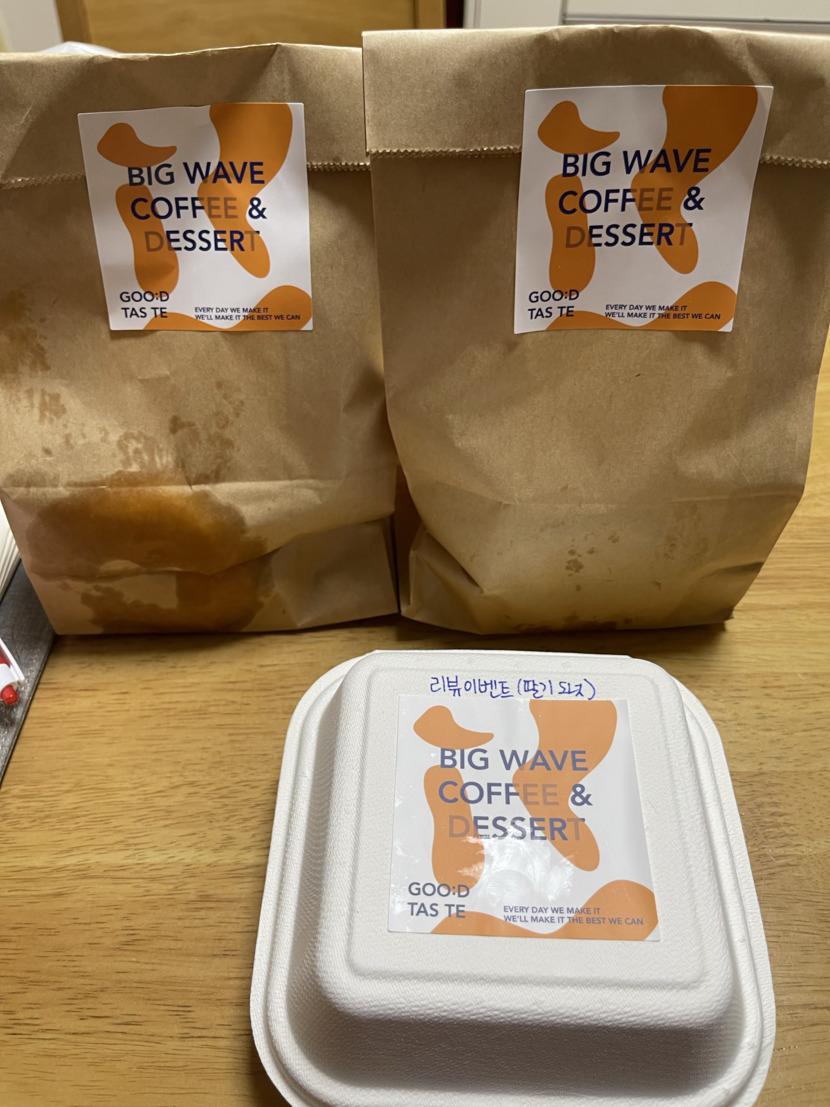 BIG WAVE
COFFEE &
DESSERT
GOO:D
TAS TE
EVERY DAY WE MAKE IT
WE'LL MAKE IT THE BEST WE CAN
BIG WAVE
COFFEE &
DESSERT
GOO:D
TAS TE
EVERY DAY WE MAKE IT
WE'LL MAKE IT THE BEST WE CAN
리뷰이벤트(딸기모찌)
BIG WAVE
COFFEE &
DESSERT
GOO:D
TAS TE
EVERY DAY WE MAKE IT
WE'LL MAKE IT THE BEST WE CAN